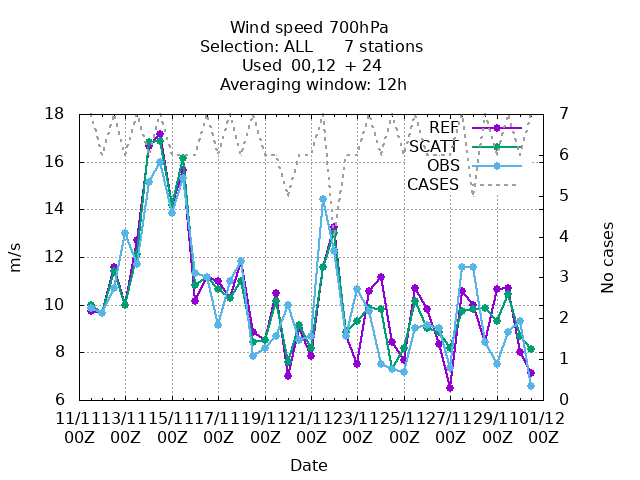 Wind speed 700hPa
Selection: ALL 7 stations
Used 00,12 + 24
Averaging window: 12h
18 7
REF
SCATT
OBS
CASES
16 6
14 5
12 4
10 3
8 2
6 1
0
m/s
No cases
11/11 13/11 15/11 17/11 19/11 21/11 23/11 25/11 27/11 29/11 01/12
00Z 00Z 00Z 00Z 00Z 00Z 00Z 00Z 00Z 00Z 00Z
Date